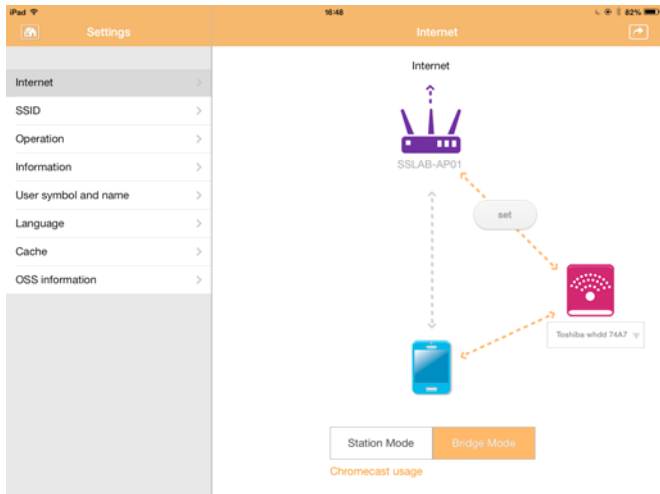 iPad 16:48 82%
Settings
Internet
Internet
SSID
Operation
Information
User symbol and name
Language
Cache
OSS information
Internet
SSLAB-AP01
set
Toshiba whdd 74A7
Station Mode Bridge Mode
Chromecast usage